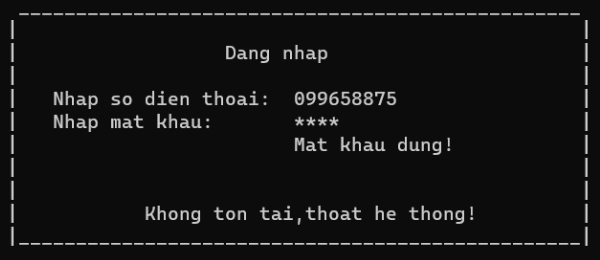 Dang nhap
Nhap so dien thoai: 099658875
Nhap mat khau: ****
Mat khau dung!
Khong ton tai,thoat he thong!